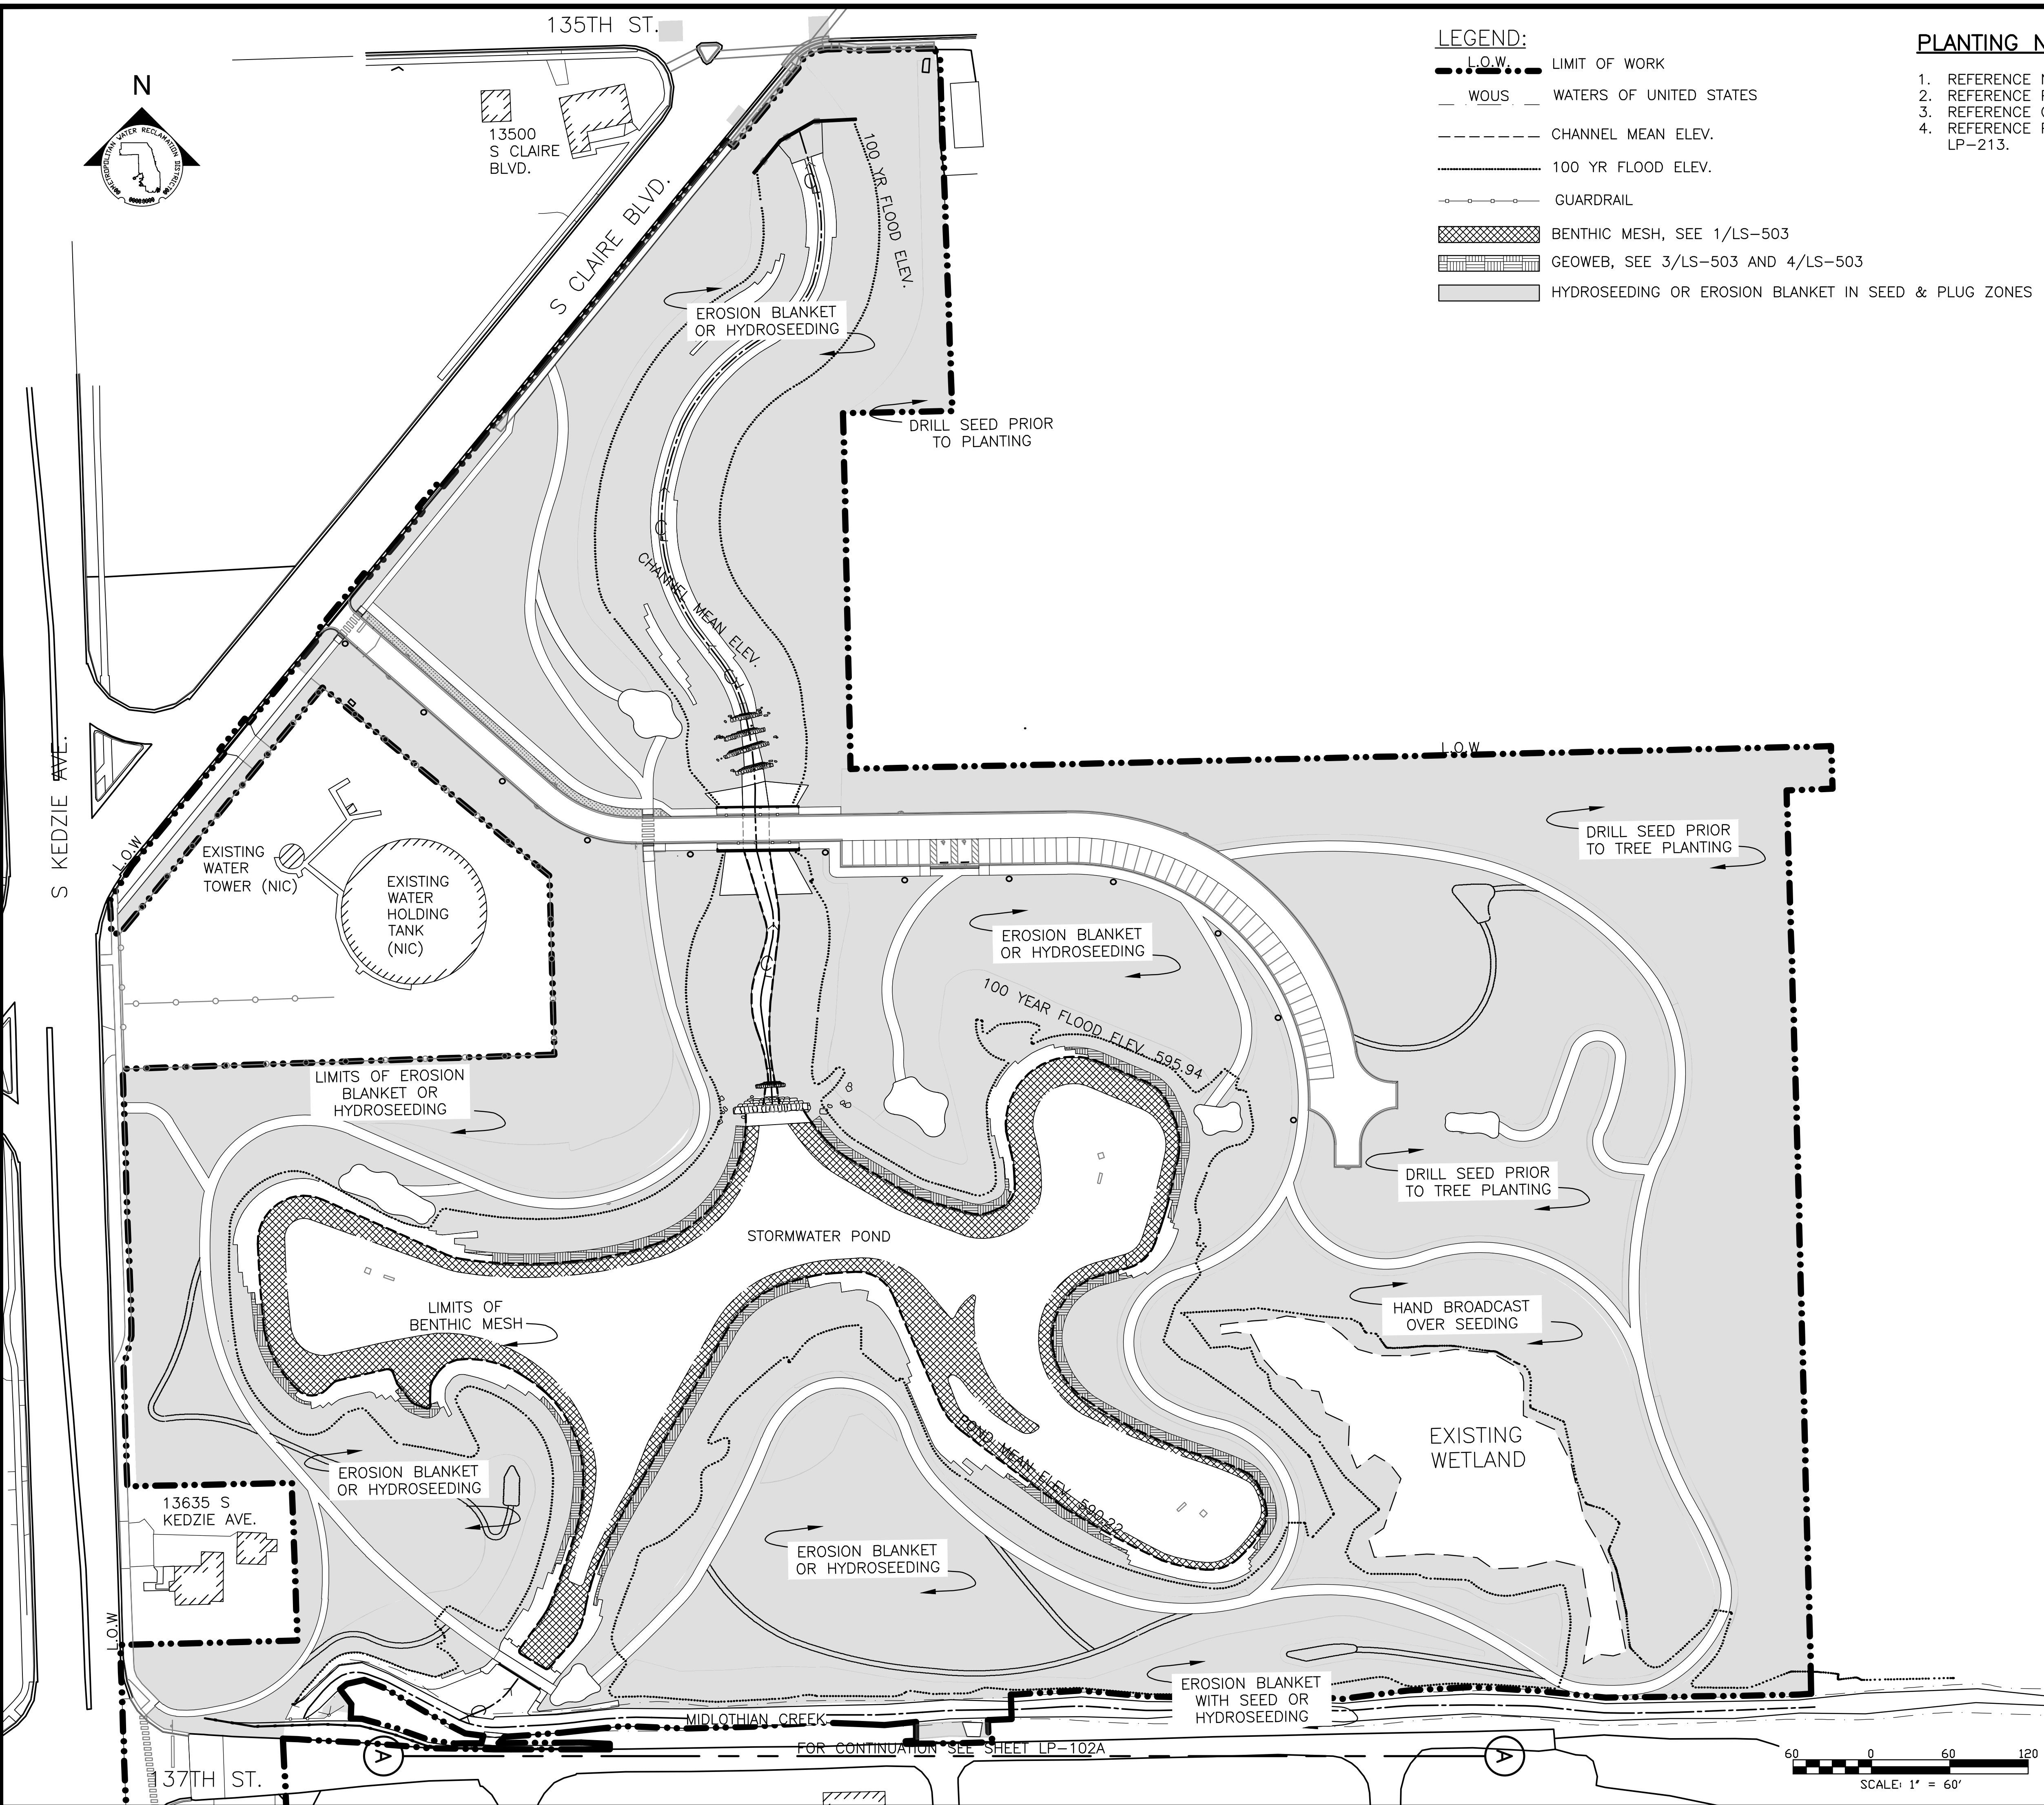 135TH ST.
N
METROPOLITAN WATER RECLAMATION DISTRICT
13500
S CLAIRE
BLVD.
S CLAIRE BLVD.
100 YR FLOOD ELEV.
LEGEND:
L.O.W. LIMIT OF WORK
WOUS WATERS OF UNITED STATES
CHANNEL MEAN ELEV.
100 YR FLOOD ELEV.
GUARDRAIL
BENTHIC MESH, SEE 1/LS-503
GEOWEB, SEE 3/LS-503 AND 4/LS-503
HYDROSEEDING OR EROSION BLANKET IN SEED & PLUG ZONES
PLANTING
1. REFERENCE
2. REFERENCE
3. REFERENCE
4. REFERENCE
LP-213.
EROSION BLANKET
OR HYDROSEEDING
DRILL SEED PRIOR
TO PLANTING
CHANNEL MEAN ELEV.
S KEDZIE AVE.
L.O.W
L.O.W
EXISTING
WATER
TOWER (NIC)
EXISTING
WATER
HOLDING
TANK
(NIC)
DRILL SEED PRIOR
TO TREE PLANTING
EROSION BLANKET
OR HYDROSEEDING
100 YEAR FLOOD ELEV. 595.94
LIMITS OF EROSION
BLANKET OR
HYDROSEEDING
DRILL SEED PRIOR
TO TREE PLANTING
STORMWATER POND
LIMITS OF
BENTHIC MESH
HAND BROADCAST
OVER SEEDING
EXISTING
WETLAND
POND MEAN ELEV. 590.22
EROSION BLANKET
OR HYDROSEEDING
13635 S
KEDZIE AVE.
EROSION BLANKET
OR HYDROSEEDING
L.O.W
EROSION BLANKET
WITH SEED OR
HYDROSEEDING
MIDLOTHIAN CREEK
FOR CONTINUATION SEE SHEET LP-102A
A
A
137TH ST.
60 0 60 120
SCALE: 1" = 60'